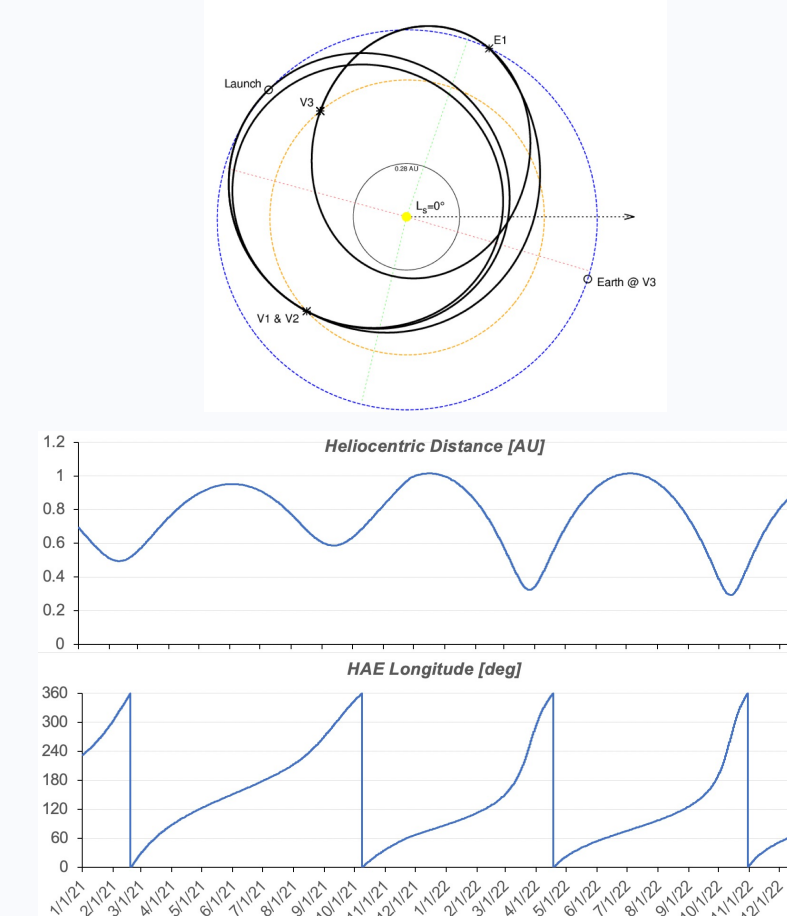 E1
Launch
V3
0.28 AU
Ls=0°
Earth @ V3
V1 & V2
Heliocentric Distance [AU]
1.2
1
0.8
0.6
0.4
0.2
0
HAE Longitude [deg]
360
300
240
180
120
60
0
1/1/21 2/1/21 3/1/21 4/1/21 5/1/21 6/1/21 7/1/21 8/1/21 9/1/21 10/1/21 11/1/21 12/1/21 1/1/22 2/1/22 3/1/22 4/1/22 5/1/22 6/1/22 7/1/22 8/1/22 9/1/22 10/1/22 11/1/22 12/1/22